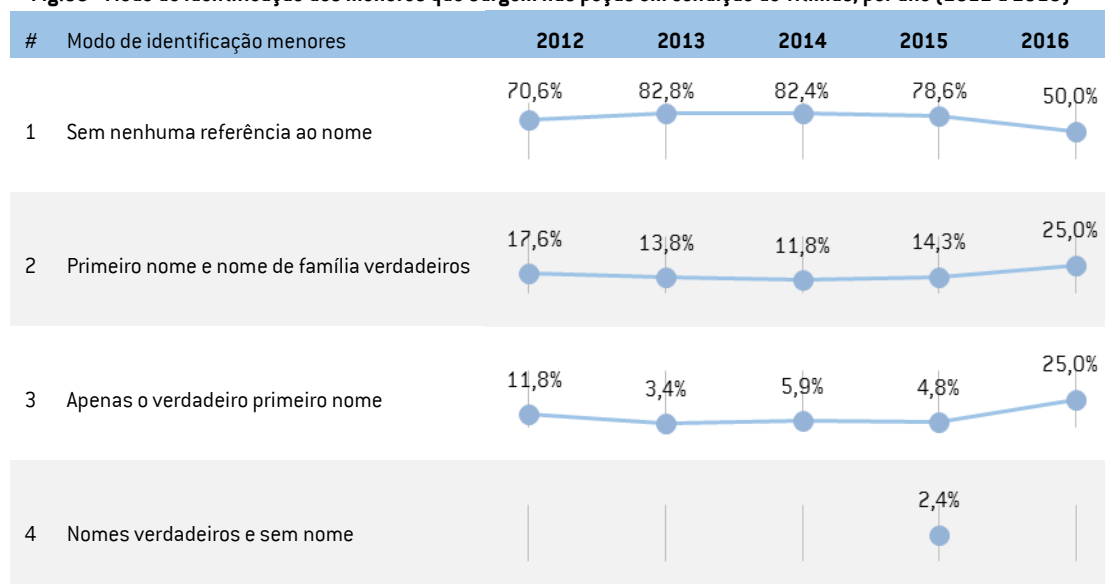 # Modo de identificação menores 2012 2013 2014 2015 2016
70,6% 82,8% 82,4% 78,6% 50,0%
1 Sem nenhuma referência ao nome
17,6% 13,8% 11,8% 14,3% 25,0%
2 Primeiro nome e nome de família verdadeiros
11,8% 3,4% 5,9% 4,8% 25,0%
3 Apenas o verdadeiro primeiro nome
2,4%
4 Nomes verdadeiros e sem nome